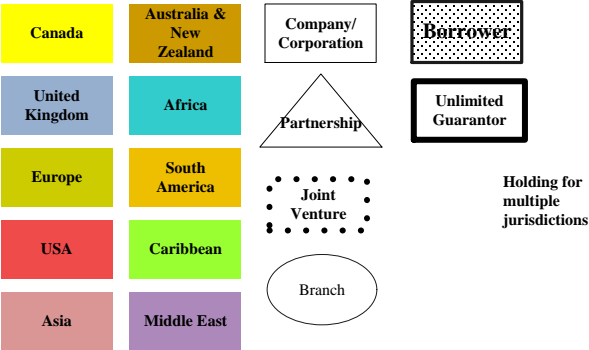 Canada
Australia &
New
Zealand
Company/
Corporation
Borrower
United
Kingdom
Africa
Partnership
Unlimited
Guarantor
Europe
South
America
Joint
Venture
Holding for
multiple
jurisdictions
USA
Caribbean
Branch
Asia
Middle East